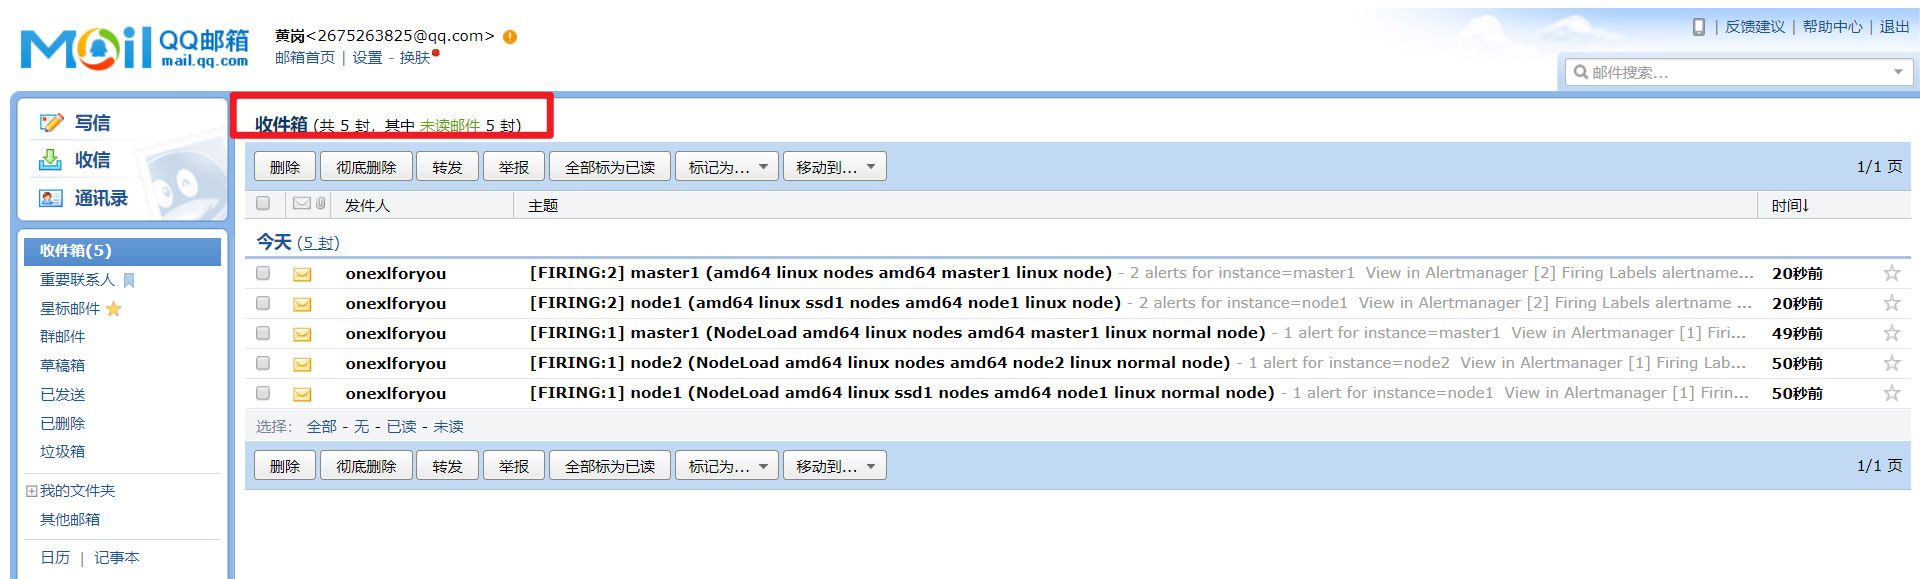 Mail QQ邮箱 mail.qq.com
黄岗<2675263825@qq.com>
邮箱首页 | 设置 - 换肤
| 反馈建议 | 帮助中心 | 退出
邮件搜索...
写信
收信
通讯录
收件箱(5)
重要联系人
星标邮件
群邮件
草稿箱
已发送
已删除
垃圾箱
我的文件夹
其他邮箱
日历 | 记事本
收件箱 (共 5 封，其中 未读邮件 5 封)
删除 彻底删除 转发 举报 全部标为已读 标记为... 移动到... 1/1 页
发件人 主题 时间↓
今天 (5 封)
onexlforyou [FIRING:2] master1 (amd64 linux nodes amd64 master1 linux node) - 2 alerts for instance=master1 View in Alertmanager [2] Firing Labels alertname... 20秒前
onexlforyou [FIRING:2] node1 (amd64 linux ssd1 nodes amd64 node1 linux node) - 2 alerts for instance=node1 View in Alertmanager [2] Firing Labels alertname ... 20秒前
onexlforyou [FIRING:1] master1 (NodeLoad amd64 linux nodes amd64 master1 linux normal node) - 1 alert for instance=master1 View in Alertmanager [1] Firi... 49秒前
onexlforyou [FIRING:1] node2 (NodeLoad amd64 linux nodes amd64 node2 linux normal node) - 1 alert for instance=node2 View in Alertmanager [1] Firing Lab... 50秒前
onexlforyou [FIRING:1] node1 (NodeLoad amd64 linux ssd1 nodes amd64 node1 linux normal node) - 1 alert for instance=node1 View in Alertmanager [1] Firin... 50秒前
选择： 全部 - 无 - 已读 - 未读
删除 彻底删除 转发 举报 全部标为已读 标记为... 移动到... 1/1 页